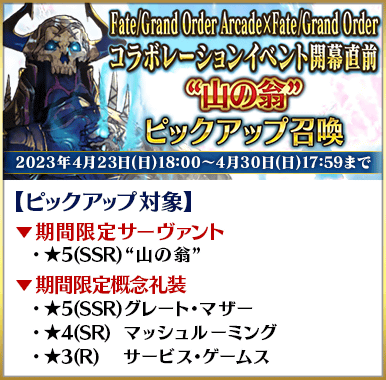 Fate/Grand Order Arcade×Fate/Grand Order
コラボレーションイベント開幕直前
“山の翁”
ピックアップ召喚
2023年4月23日(日)18:00～4月30日(日)17:59まで
【ピックアップ対象】
▼期間限定サーヴァント
・★5(SSR)“山の翁”
▼期間限定概念礼装
・★5(SSR)グレート・マザー
・★4(SR) マッシュルーミング
・★3(R) サービス・ゲームス